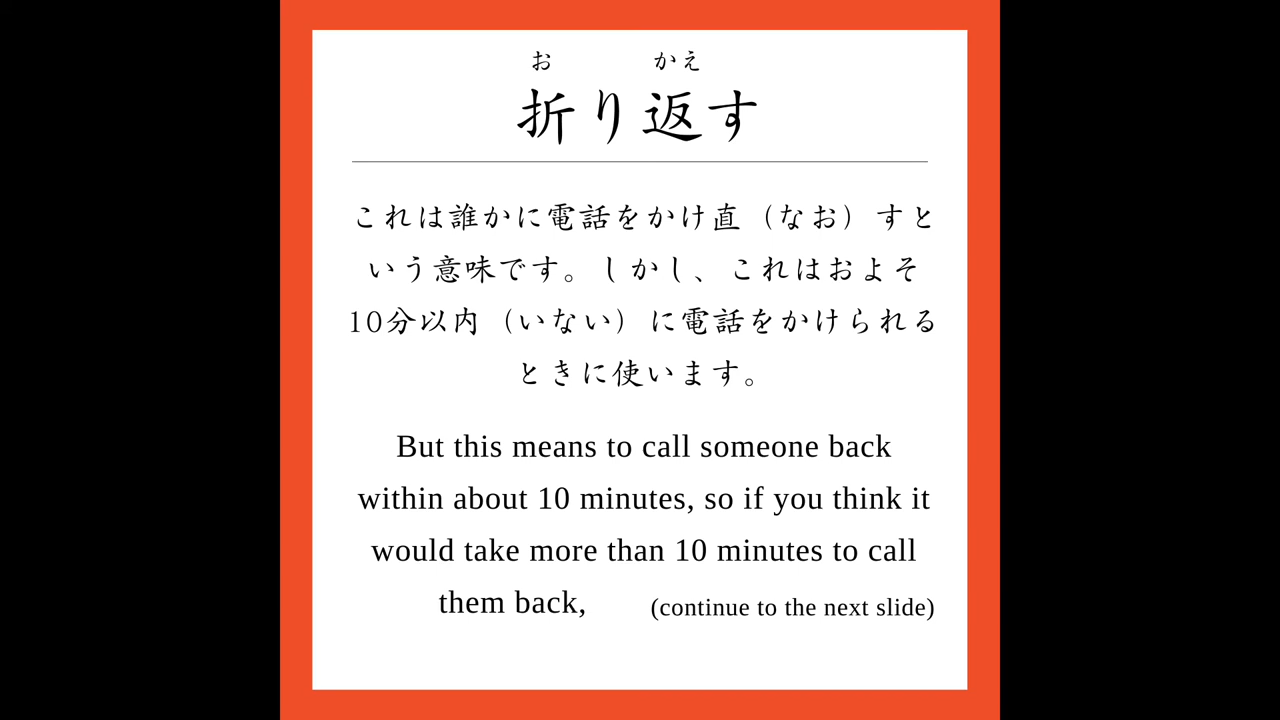 お かえ
折り返す
これは誰かに電話をかけ直（なお）すと
いう意味です。しかし、これはおよそ
10分以内（いない）に電話をかけられる
ときに使います。
But this means to call someone back
within about 10 minutes, so if you think it
would take more than 10 minutes to call
them back, (continue to the next slide)